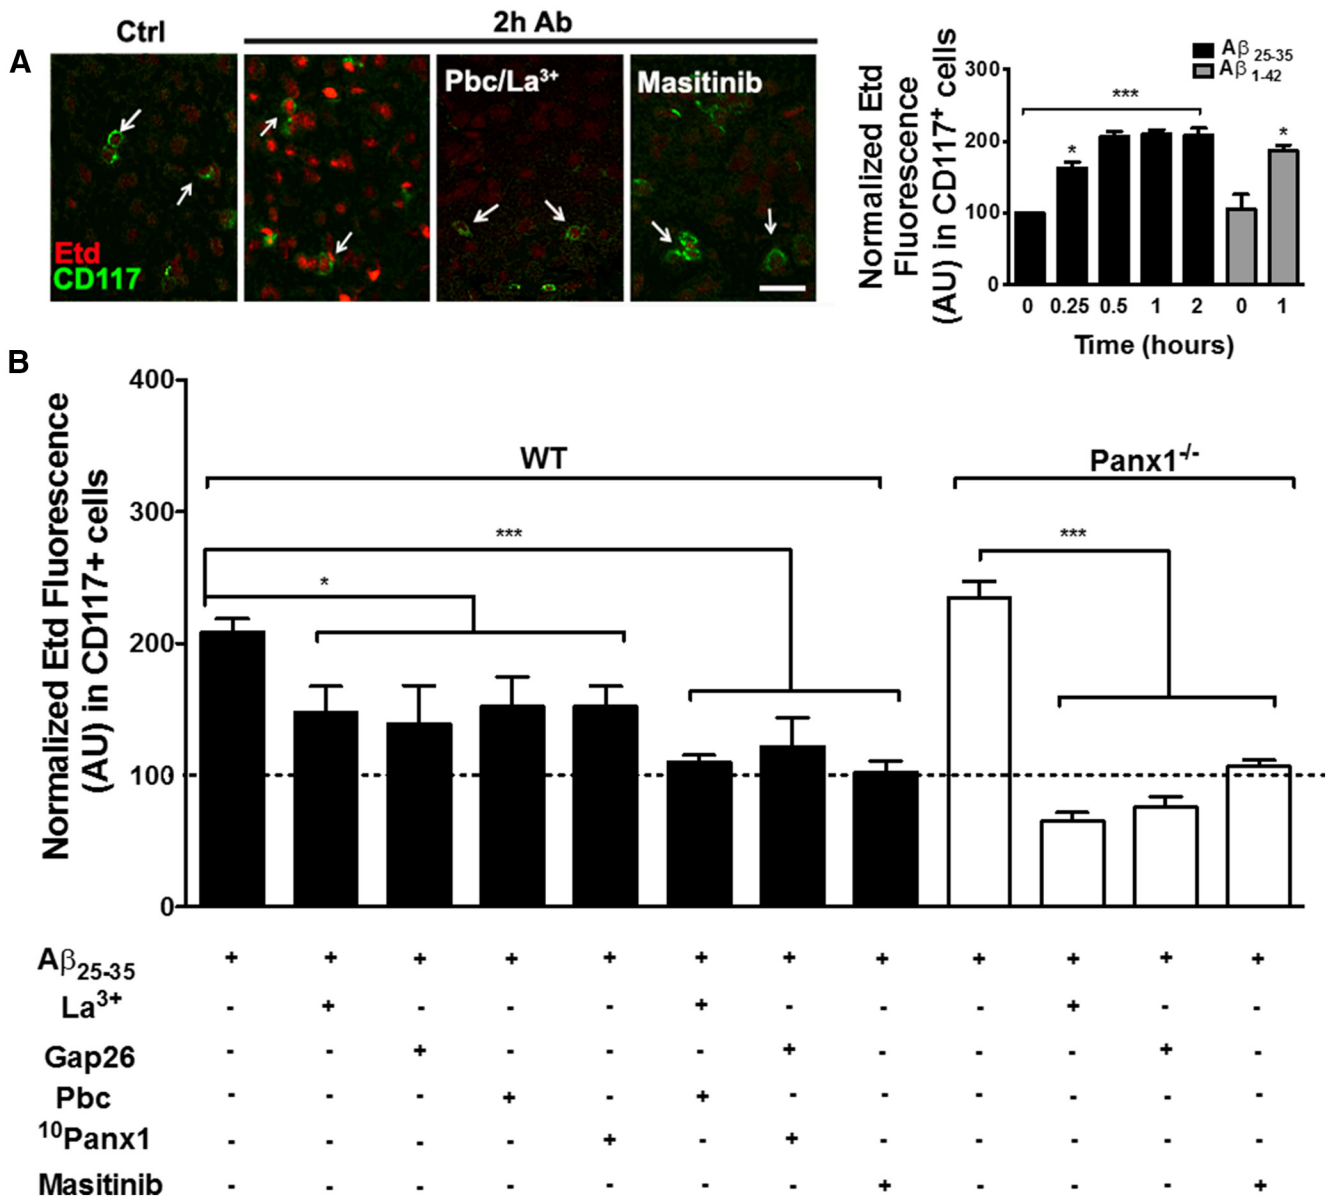 A
Ctrl
2h Ab
Pbc/La³⁺
Masitinib
Etd
CD117
Normalized Etd
Fluorescence
(AU) in CD117⁺ cells
Aβ₂₅₋₃₅
Aβ₁₋₄₂
300
200
100
0
***
*
*
0 0.25 0.5 1 2 0 1
Time (hours)
B
Normalized Etd Fluorescence
(AU) in CD117+ cells
400
300
200
100
0
WT
Panx1⁻/⁻
***
*
***
Aβ₂₅₋₃₅ + + + + + + + + + + + +
La³⁺ - + - - - + - - - + - -
Gap26 - - + - - - + - - - + -
Pbc - - - + - + - - - - - -
¹⁰Panx1 - - - - + - + - - - - -
Masitinib - - - - - - - + - - - +